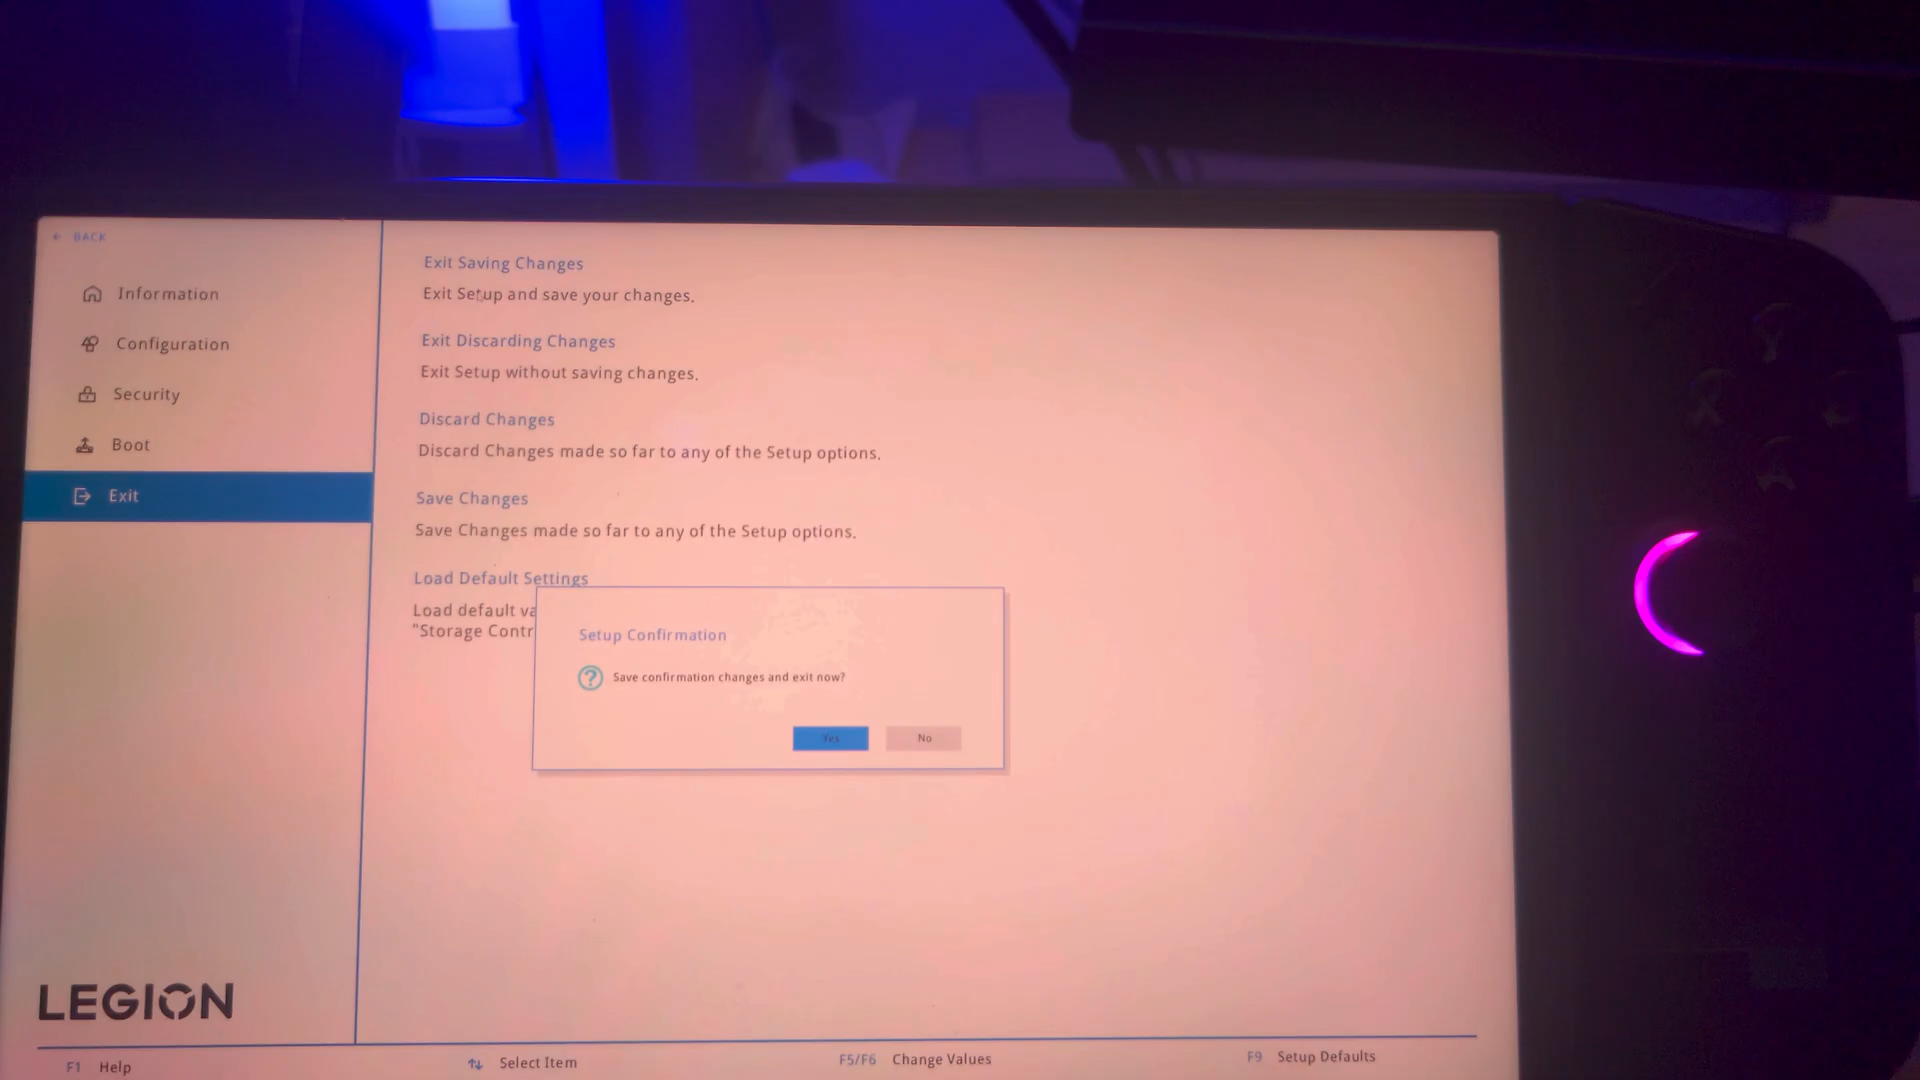 BACK
Information
Configuration
Security
Boot
Exit
Exit Saving Changes
Exit Setup and save your changes.
Exit Discarding Changes
Exit Setup without saving changes.
Discard Changes
Discard Changes made so far to any of the Setup options.
Save Changes
Save Changes made so far to any of the Setup options.
Load Default Settings
Load default va
"Storage Contr
Setup Confirmation
Save confirmation changes and exit now?
Yes No
LEGION
F1 Help
Select Item
F5/F6 Change Values
F9 Setup Defaults
Y
X
A